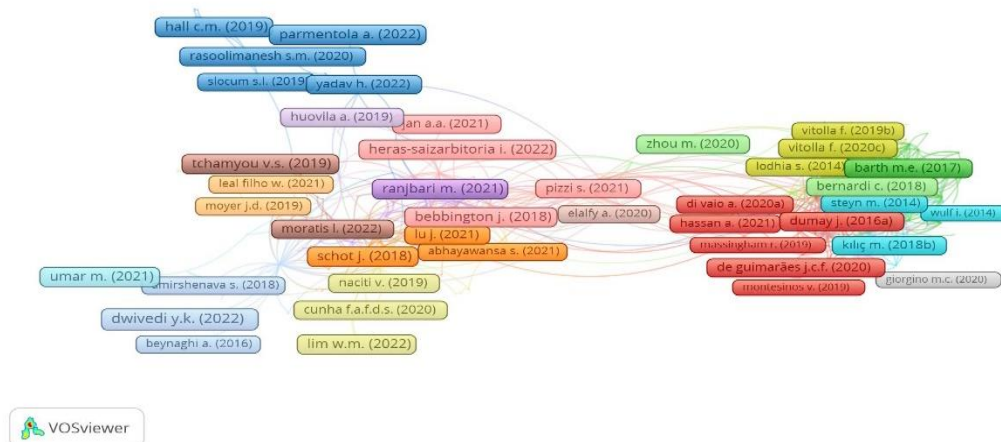 hall c.m. (2019)
parmentola a. (2022)
rasoolimanesh s.m. (2020)
slocum s.l. (2019)
yadav h. (2022)
huovila a. (2019)
jan a.a. (2021)
vitolla f. (2019b)
zhou m. (2020)
vitolla f. (2020c)
heras-saizarbitoria i. (2022)
tchamyou v.s. (2019)
lodhia s. (2014)
barth m.e. (2017)
leal filho w. (2021)
ranjbari m. (2021)
pizzi s. (2021)
bernardi c. (2018)
moyer j.d. (2019)
di vaio a. (2020a)
steyn m. (2014)
bebbington j. (2018)
elalfy a. (2020)
wulf i. (2014)
moratis l. (2022)
hassan a. (2021)
dumay j. (2016a)
lu j. (2021)
massingham r. (2019)
kılıç m. (2018b)
schot j. (2018)
abhayawansa s. (2021)
de guimarães j.c.f. (2020)
umar m. (2021)
amirshenava s. (2018)
naciti v. (2019)
giorgino m.c. (2020)
montesinos v. (2019)
cunha f.a.f.d.s. (2020)
dwivedi y.k. (2022)
beynaghi a. (2016)
lim w.m. (2022)
VOSviewer